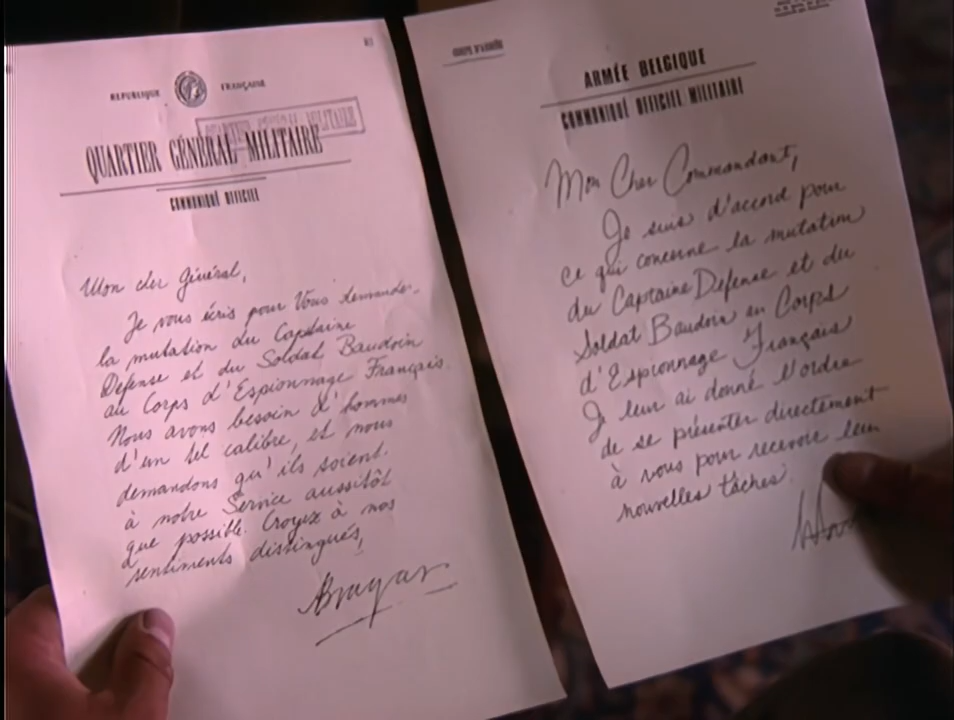 REPUBLIQUE FRANÇAISE
QUARTIER GÉNÉRAL MILITAIRE
COMMUNIQUÉ OFFICIEL
Mon cher Général,
Je vous écris pour Vous demander
la mutation du Capitaine
Défense et du Soldat Baudoin
au Corps d'Espionnage Français.
Nous avons besoin d'hommes
d'un tel calibre, et nous
demandons qu'ils soient.
à notre Service aussitôt
que possible. Croyez à nos
sentiments distingués,
ARMÉE BELGIQUE
COMMUNIQUÉ OFFICIEL MILITAIRE
Mon Cher Commandant,
Je suis d'accord pour
ce qui concerne la mutation
du Captaine Defense et du
Soldat Baudoin au Corps
d'Espionnage Français
Je leur ai donné l'ordre
de se présenter directement
à vous pour recevoir leur
nouvelles tâches.